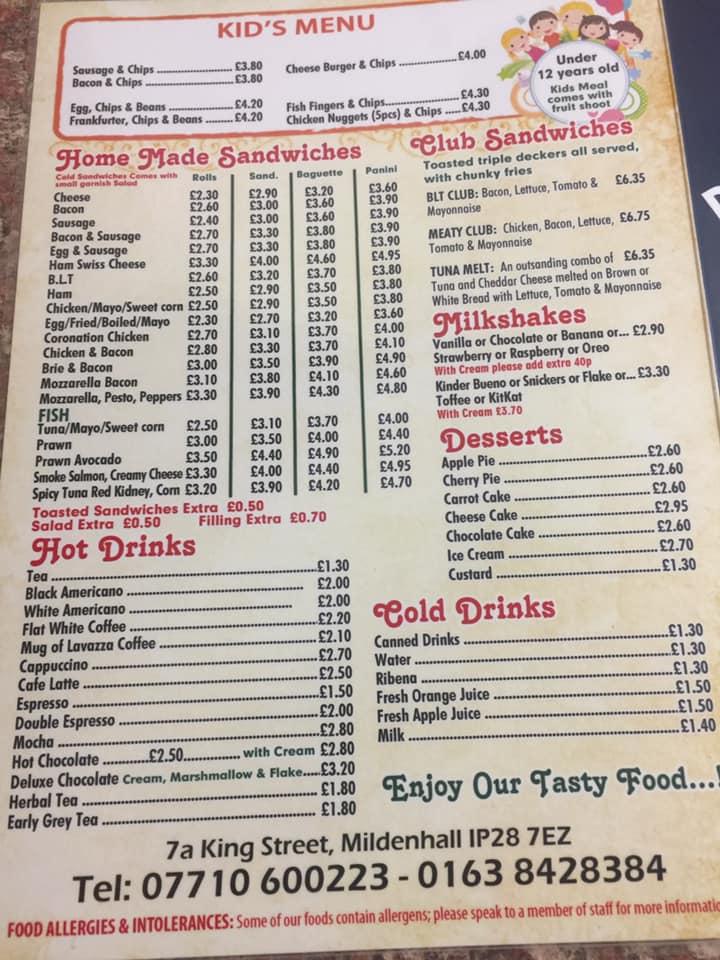 KID'S MENU
Sausage & Chips ........................ £3.80
Bacon & Chips ........................... £3.80
Egg, Chips & Beans .................... £4.20
Frankfurter, Chips & Beans ......... £4.20
Cheese Burger & Chips .................. £4.00
Fish Fingers & Chips....................... £4.30
Chicken Nuggets (5pcs) & Chips ..... £4.30
Under
12 years old
Kids Meal
comes with
fruit shoot
Home Made Sandwiches
Cold Sandwiches Comes with
small garnish Salad
Rolls Sand. Baguette Panini
Cheese £2.30 £2.90 £3.20 £3.60
Bacon £2.60 £3.00 £3.60 £3.90
Sausage £2.40 £3.00 £3.60 £3.90
Bacon & Sausage £2.70 £3.30 £3.80 £3.90
Egg & Sausage £2.70 £3.30 £3.80 £3.90
Ham Swiss Cheese £3.30 £4.00 £4.60 £4.95
B.L.T £2.60 £3.20 £3.70 £3.80
Ham £2.50 £2.90 £3.50 £3.80
Chicken/Mayo/Sweet corn £2.50 £2.90 £3.50 £3.80
Egg/Fried/Boiled/Mayo £2.30 £2.70 £3.20 £3.60
Coronation Chicken £2.70 £3.10 £3.70 £4.00
Chicken & Bacon £2.80 £3.30 £3.70 £4.10
Brie & Bacon £3.00 £3.50 £3.90 £4.90
Mozzarella Bacon £3.10 £3.80 £4.10 £4.60
Mozzarella, Pesto, Peppers £3.30 £3.90 £4.30 £4.80
FISH
Tuna/Mayo/Sweet corn £2.50 £3.10 £3.70 £4.00
Prawn £3.00 £3.50 £4.00 £4.40
Prawn Avocado £3.50 £4.40 £4.90 £5.20
Smoke Salmon, Creamy Cheese £3.30 £4.00 £4.40 £4.95
Spicy Tuna Red Kidney, Corn £3.20 £3.90 £4.20 £4.70
Toasted Sandwiches Extra £0.50
Salad Extra £0.50 Filling Extra £0.70
Hot Drinks
Tea .......................................................... £1.30
Black Americano ...................................... £2.00
White Americano .................................... £2.00
Flat White Coffee ..................................... £2.20
Mug of Lavazza Coffee ............................. £2.10
Cappuccino ............................................. £2.70
Cafe Latte ............................................... £2.50
Espresso ................................................. £1.50
Double Espresso ...................................... £2.00
Mocha .................................................... £2.80
Hot Chocolate ...........£2.50.............. with Cream £2.80
Deluxe Chocolate Cream, Marshmallow & Flake.....£3.20
Herbal Tea .............................................. £1.80
Early Grey Tea ......................................... £1.80
Club Sandwiches
Toasted triple deckers all served,
with chunky fries
BLT CLUB: Bacon, Lettuce, Tomato & £6.35
Mayonnaise
MEATY CLUB: Chicken, Bacon, Lettuce, £6.75
Tomato & Mayonnaise
TUNA MELT: An outsanding combo of £6.35
Tuna and Cheddar Cheese melted on Brown or
White Bread with Lettuce, Tomato & Mayonnaise
Milkshakes
Vanilla or Chocolate or Banana or... £2.90
Strawberry or Raspberry or Oreo
With Cream please add extra 40p
Kinder Bueno or Snickers or Flake or... £3.30
Toffee or KitKat
With Cream £3.70
Desserts
Apple Pie ........................................ £2.60
Cherry Pie ...................................... £2.60
Carrot Cake .................................... £2.60
Cheese Cake ................................... £2.95
Chocolate Cake ............................... £2.60
Ice Cream ....................................... £2.70
Custard .......................................... £1.30
Cold Drinks
Canned Drinks ................................ £1.30
Water ............................................. £1.30
Ribena ............................................ £1.30
Fresh Orange Juice .......................... £1.50
Fresh Apple Juice ............................ £1.50
Milk ............................................... £1.40
Enjoy Our Tasty Food...!
7a King Street, Mildenhall IP28 7EZ
Tel: 07710 600223 - 0163 8428384
FOOD ALLERGIES & INTOLERANCES: Some of our foods contain allergens; please speak to a member of staff for more informatio